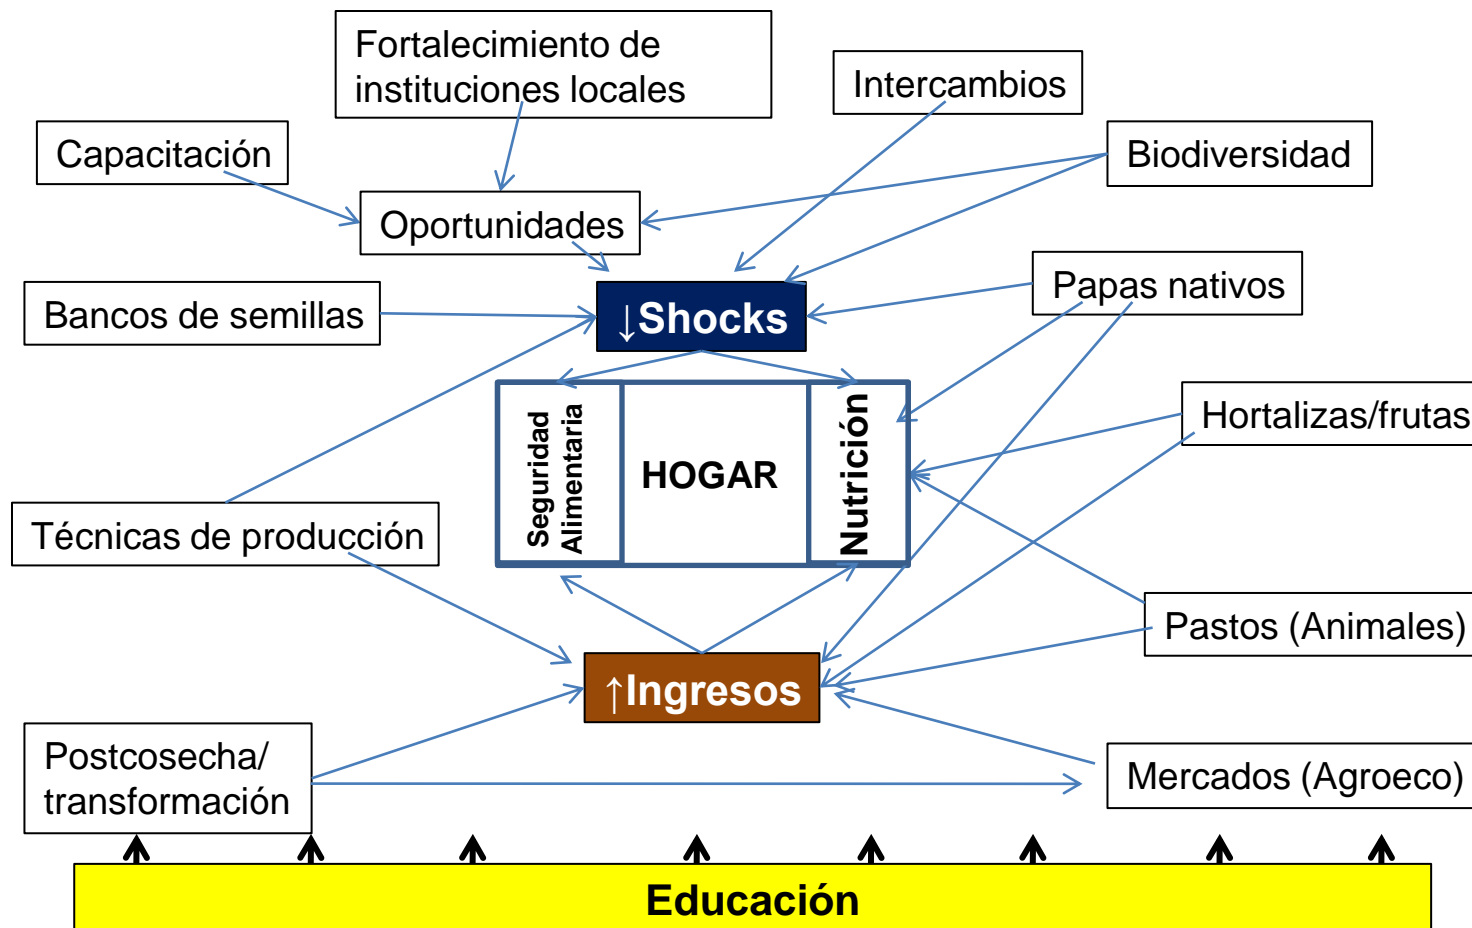 Fortalecimiento de
instituciones locales
Intercambios
Capacitación
Biodiversidad
Oportunidades
Bancos de semillas
↓Shocks
Papas nativos
Seguridad
Alimentaria
HOGAR
Nutrición
Hortalizas/frutas
Técnicas de producción
Pastos (Animales)
↑Ingresos
Postcosecha/
transformación
Mercados (Agroeco)
Educación